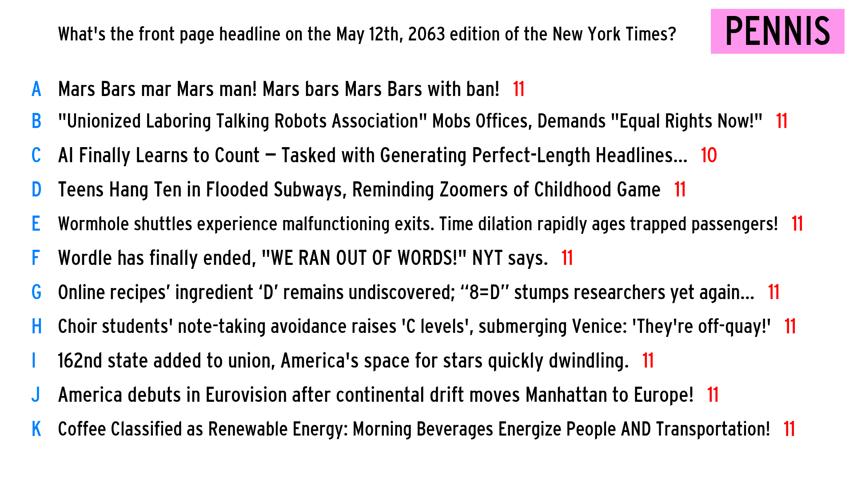 What's the front page headline on the May 12th, 2063 edition of the New York Times?
PENNIS
A Mars Bars mar Mars man! Mars bars Mars Bars with ban! 11
B "Unionized Laboring Talking Robots Association" Mobs Offices, Demands "Equal Rights Now!" 11
C AI Finally Learns to Count — Tasked with Generating Perfect-Length Headlines... 10
D Teens Hang Ten in Flooded Subways, Reminding Zoomers of Childhood Game 11
E Wormhole shuttles experience malfunctioning exits. Time dilation rapidly ages trapped passengers! 11
F Wordle has finally ended, "WE RAN OUT OF WORDS!" NYT says. 11
G Online recipes’ ingredient ‘D’ remains undiscovered; “8=D” stumps researchers yet again... 11
H Choir students' note-taking avoidance raises 'C levels', submerging Venice: 'They're off-quay!' 11
I 162nd state added to union, America's space for stars quickly dwindling. 11
J America debuts in Eurovision after continental drift moves Manhattan to Europe! 11
K Coffee Classified as Renewable Energy: Morning Beverages Energize People AND Transportation! 11